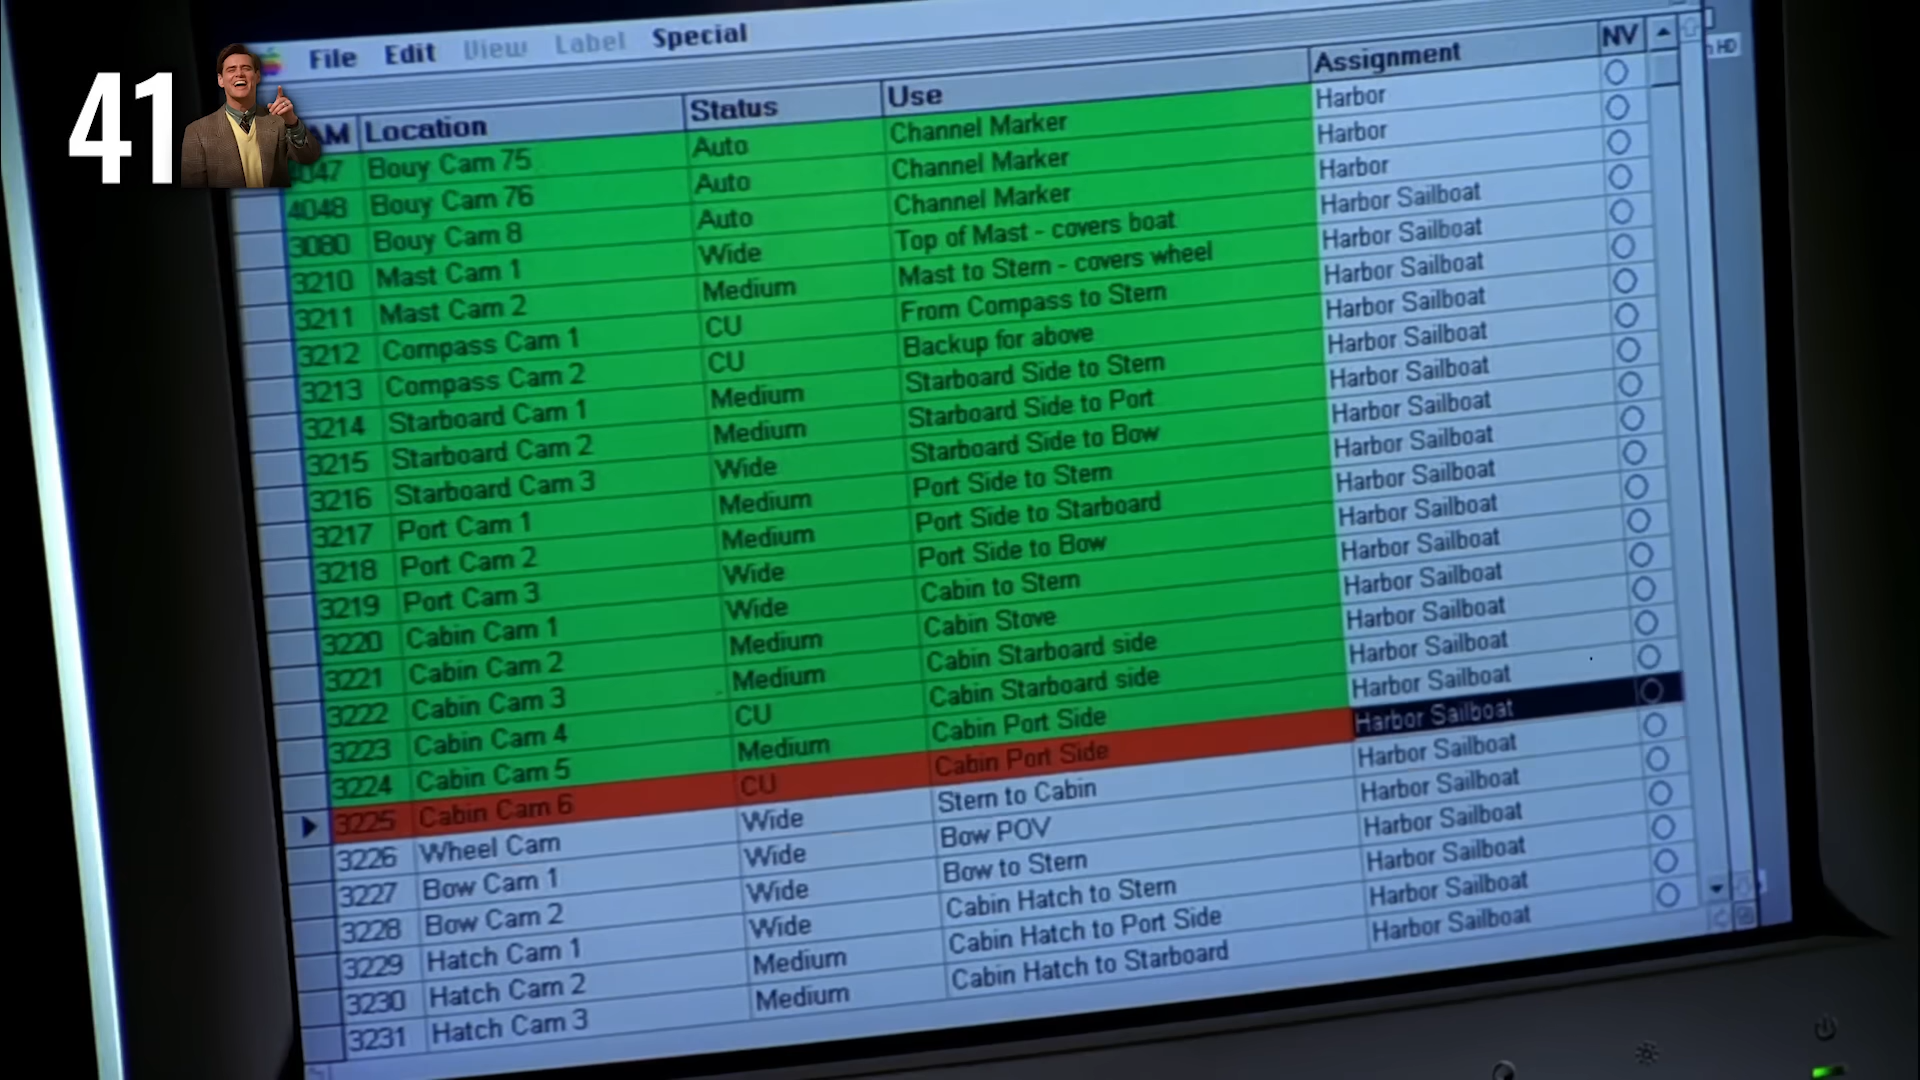 41
File Edit View Label Special
HD
AM Location Status Use Assignment NV
4047 Bouy Cam 75 Auto Channel Marker Harbor
4048 Bouy Cam 76 Auto Channel Marker Harbor
3080 Bouy Cam 8 Auto Channel Marker Harbor
3210 Mast Cam 1 Wide Top of Mast - covers boat Harbor Sailboat
3211 Mast Cam 2 Medium Mast to Stern - covers wheel Harbor Sailboat
3212 Compass Cam 1 CU From Compass to Stern Harbor Sailboat
3213 Compass Cam 2 CU Backup for above Harbor Sailboat
3214 Starboard Cam 1 Medium Starboard Side to Stern Harbor Sailboat
3215 Starboard Cam 2 Medium Starboard Side to Port Harbor Sailboat
3216 Starboard Cam 3 Wide Starboard Side to Bow Harbor Sailboat
3217 Port Cam 1 Medium Port Side to Stern Harbor Sailboat
3218 Port Cam 2 Medium Port Side to Starboard Harbor Sailboat
3219 Port Cam 3 Wide Port Side to Bow Harbor Sailboat
3220 Cabin Cam 1 Wide Cabin to Stern Harbor Sailboat
3221 Cabin Cam 2 Medium Cabin Stove Harbor Sailboat
3222 Cabin Cam 3 Medium Cabin Starboard side Harbor Sailboat
3223 Cabin Cam 4 CU Cabin Starboard side Harbor Sailboat
3224 Cabin Cam 5 Medium Cabin Port Side Harbor Sailboat
3225 Cabin Cam 6 CU Cabin Port Side Harbor Sailboat
3226 Wheel Cam Wide Stern to Cabin Harbor Sailboat
3227 Bow Cam 1 Wide Bow POV Harbor Sailboat
3228 Bow Cam 2 Wide Bow to Stern Harbor Sailboat
3229 Hatch Cam 1 Wide Cabin Hatch to Stern Harbor Sailboat
3230 Hatch Cam 2 Medium Cabin Hatch to Port Side Harbor Sailboat
3231 Hatch Cam 3 Medium Cabin Hatch to Starboard Harbor Sailboat